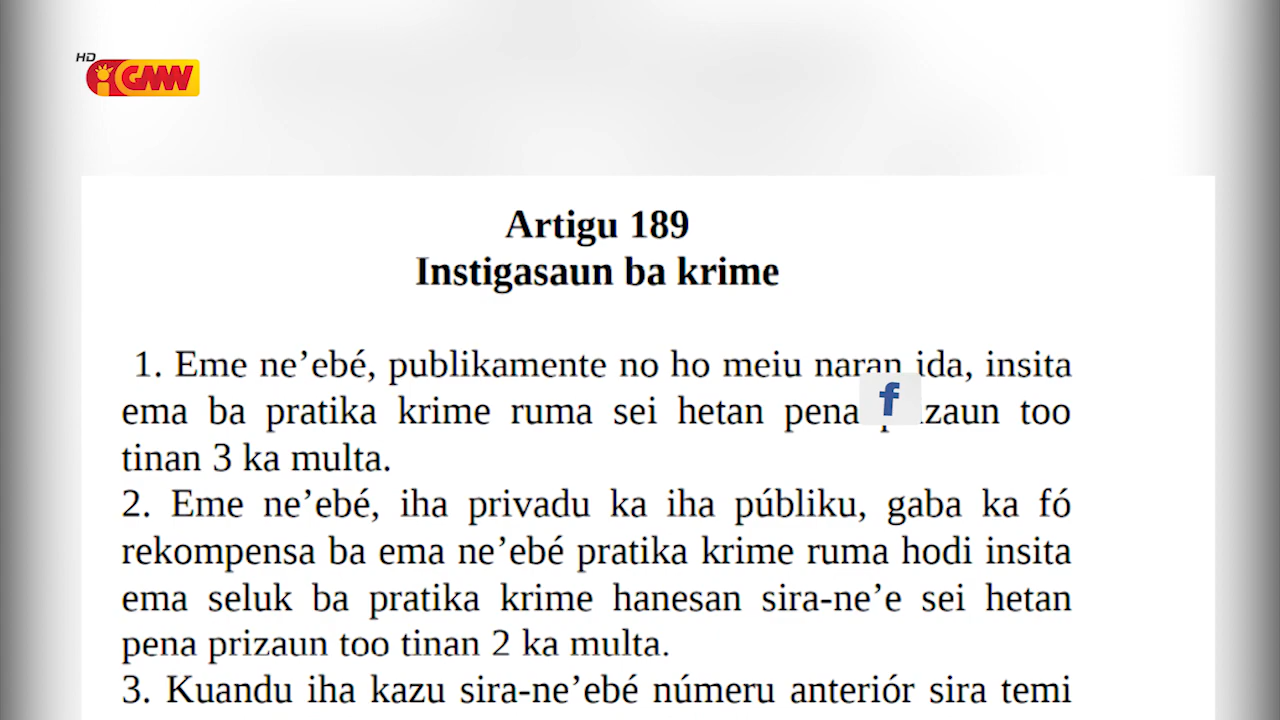 HD
GMN
Artigu 189
Instigasaun ba krime
1. Eme ne’ebé, publikamente no ho meiu naran ida, insita
ema ba pratika krime ruma sei hetan pena too
tinan 3 ka multa.
2. Eme ne’ebé, iha privadu ka iha públiku, gaba ka fó
rekompensa ba ema ne’ebé pratika krime ruma hodi insita
ema seluk ba pratika krime hanesan sira-ne’e sei hetan
pena prizaun too tinan 2 ka multa.
3. Kuandu iha kazu sira-ne’ebé númeru anteriór sira temi